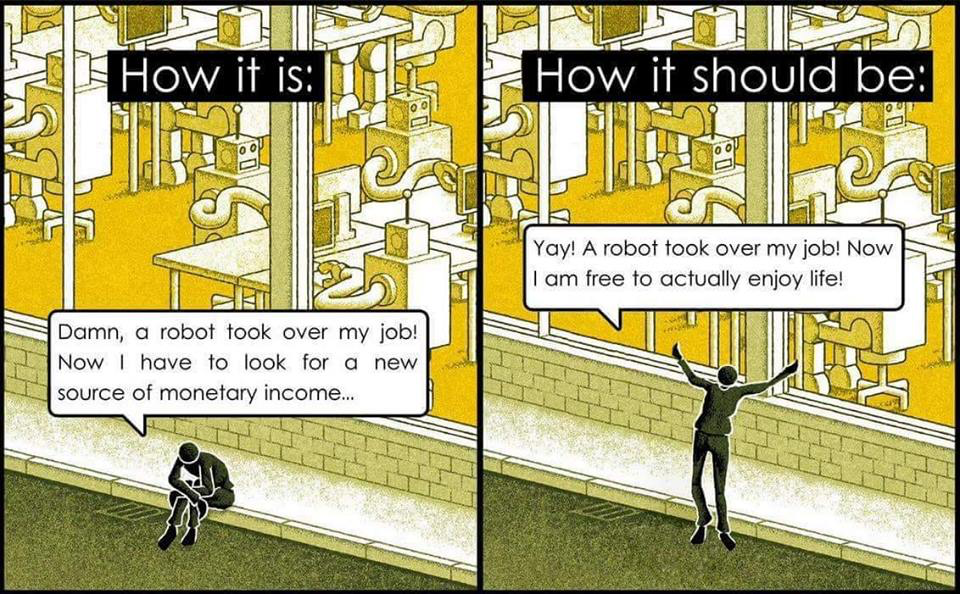 How it is:
Damn, a robot took over my job!
Now I have to look for a new
source of monetary income...
How it should be:
Yay! A robot took over my job! Now
I am free to actually enjoy life!